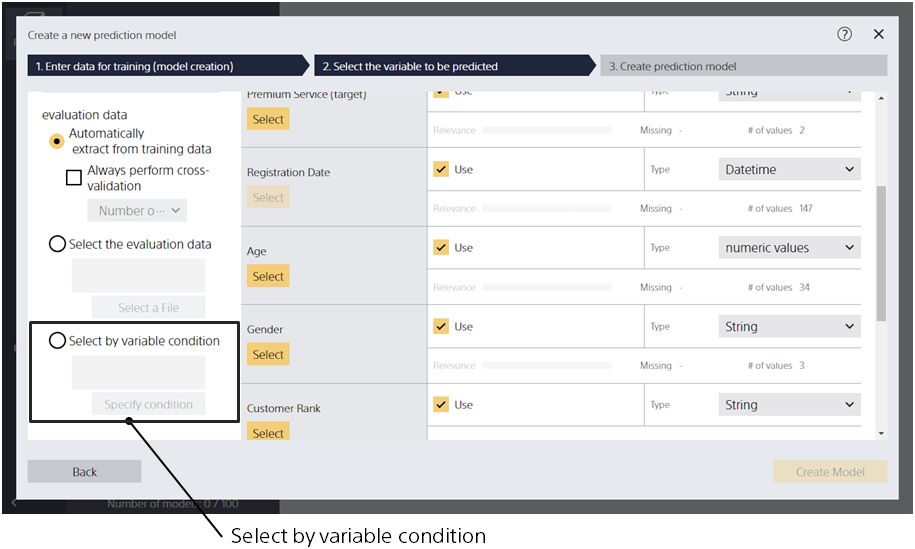 Create a new prediction model
1. Enter data for training (model creation)
2. Select the variable to be predicted
3. Create prediction model
evaluation data
Automatically
extract from training data
Always perform cross-
validation
Number o···
Select the evaluation data
Select a File
Select by variable condition
Specify condition
Premium Service (target)
Select
Use
Type
String
Relevance
Missing -
# of values 2
Registration Date
Select
Use
Type
Datetime
Relevance
Missing -
# of values 147
Age
Select
Use
Type
numeric values
Relevance
Missing -
# of values 34
Gender
Select
Use
Type
String
Relevance
Missing -
# of values 3
Customer Rank
Select
Use
Type
String
Back
Create Model
Number of models: 0 / 100
Select by variable condition